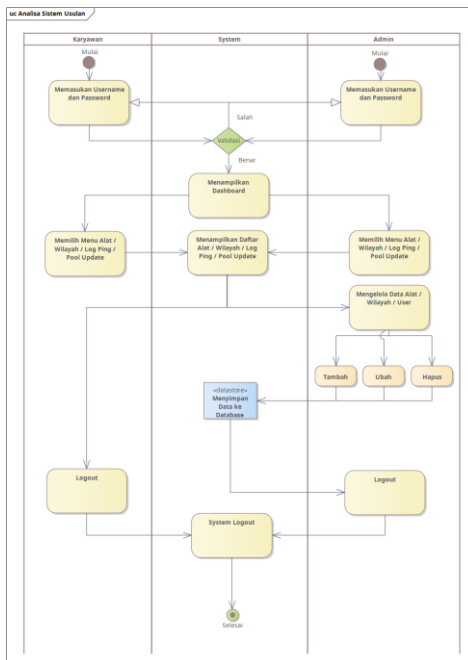 uc Analisa Sistem Usulan
Karyawan
System
Admin
Mulai
Mulai
Memasukan Username
dan Password
Memasukan Username
dan Password
Salah
Validasi
Benar
Menampilkan
Dashboard
Memilih Menu Alat /
Wilayah / Log Ping /
Pool Update
Menampilkan Daftar
Alat / Wilayah / Log
Ping / Pool Update
Memilih Menu Alat /
Wilayah / Log Ping /
Pool Update
Mengelola Data Alat /
Wilayah / User
Tambah
Ubah
Hapus
«datastore»
Menyimpan
Data ke
Database
Logout
Logout
System Logout
Selesai